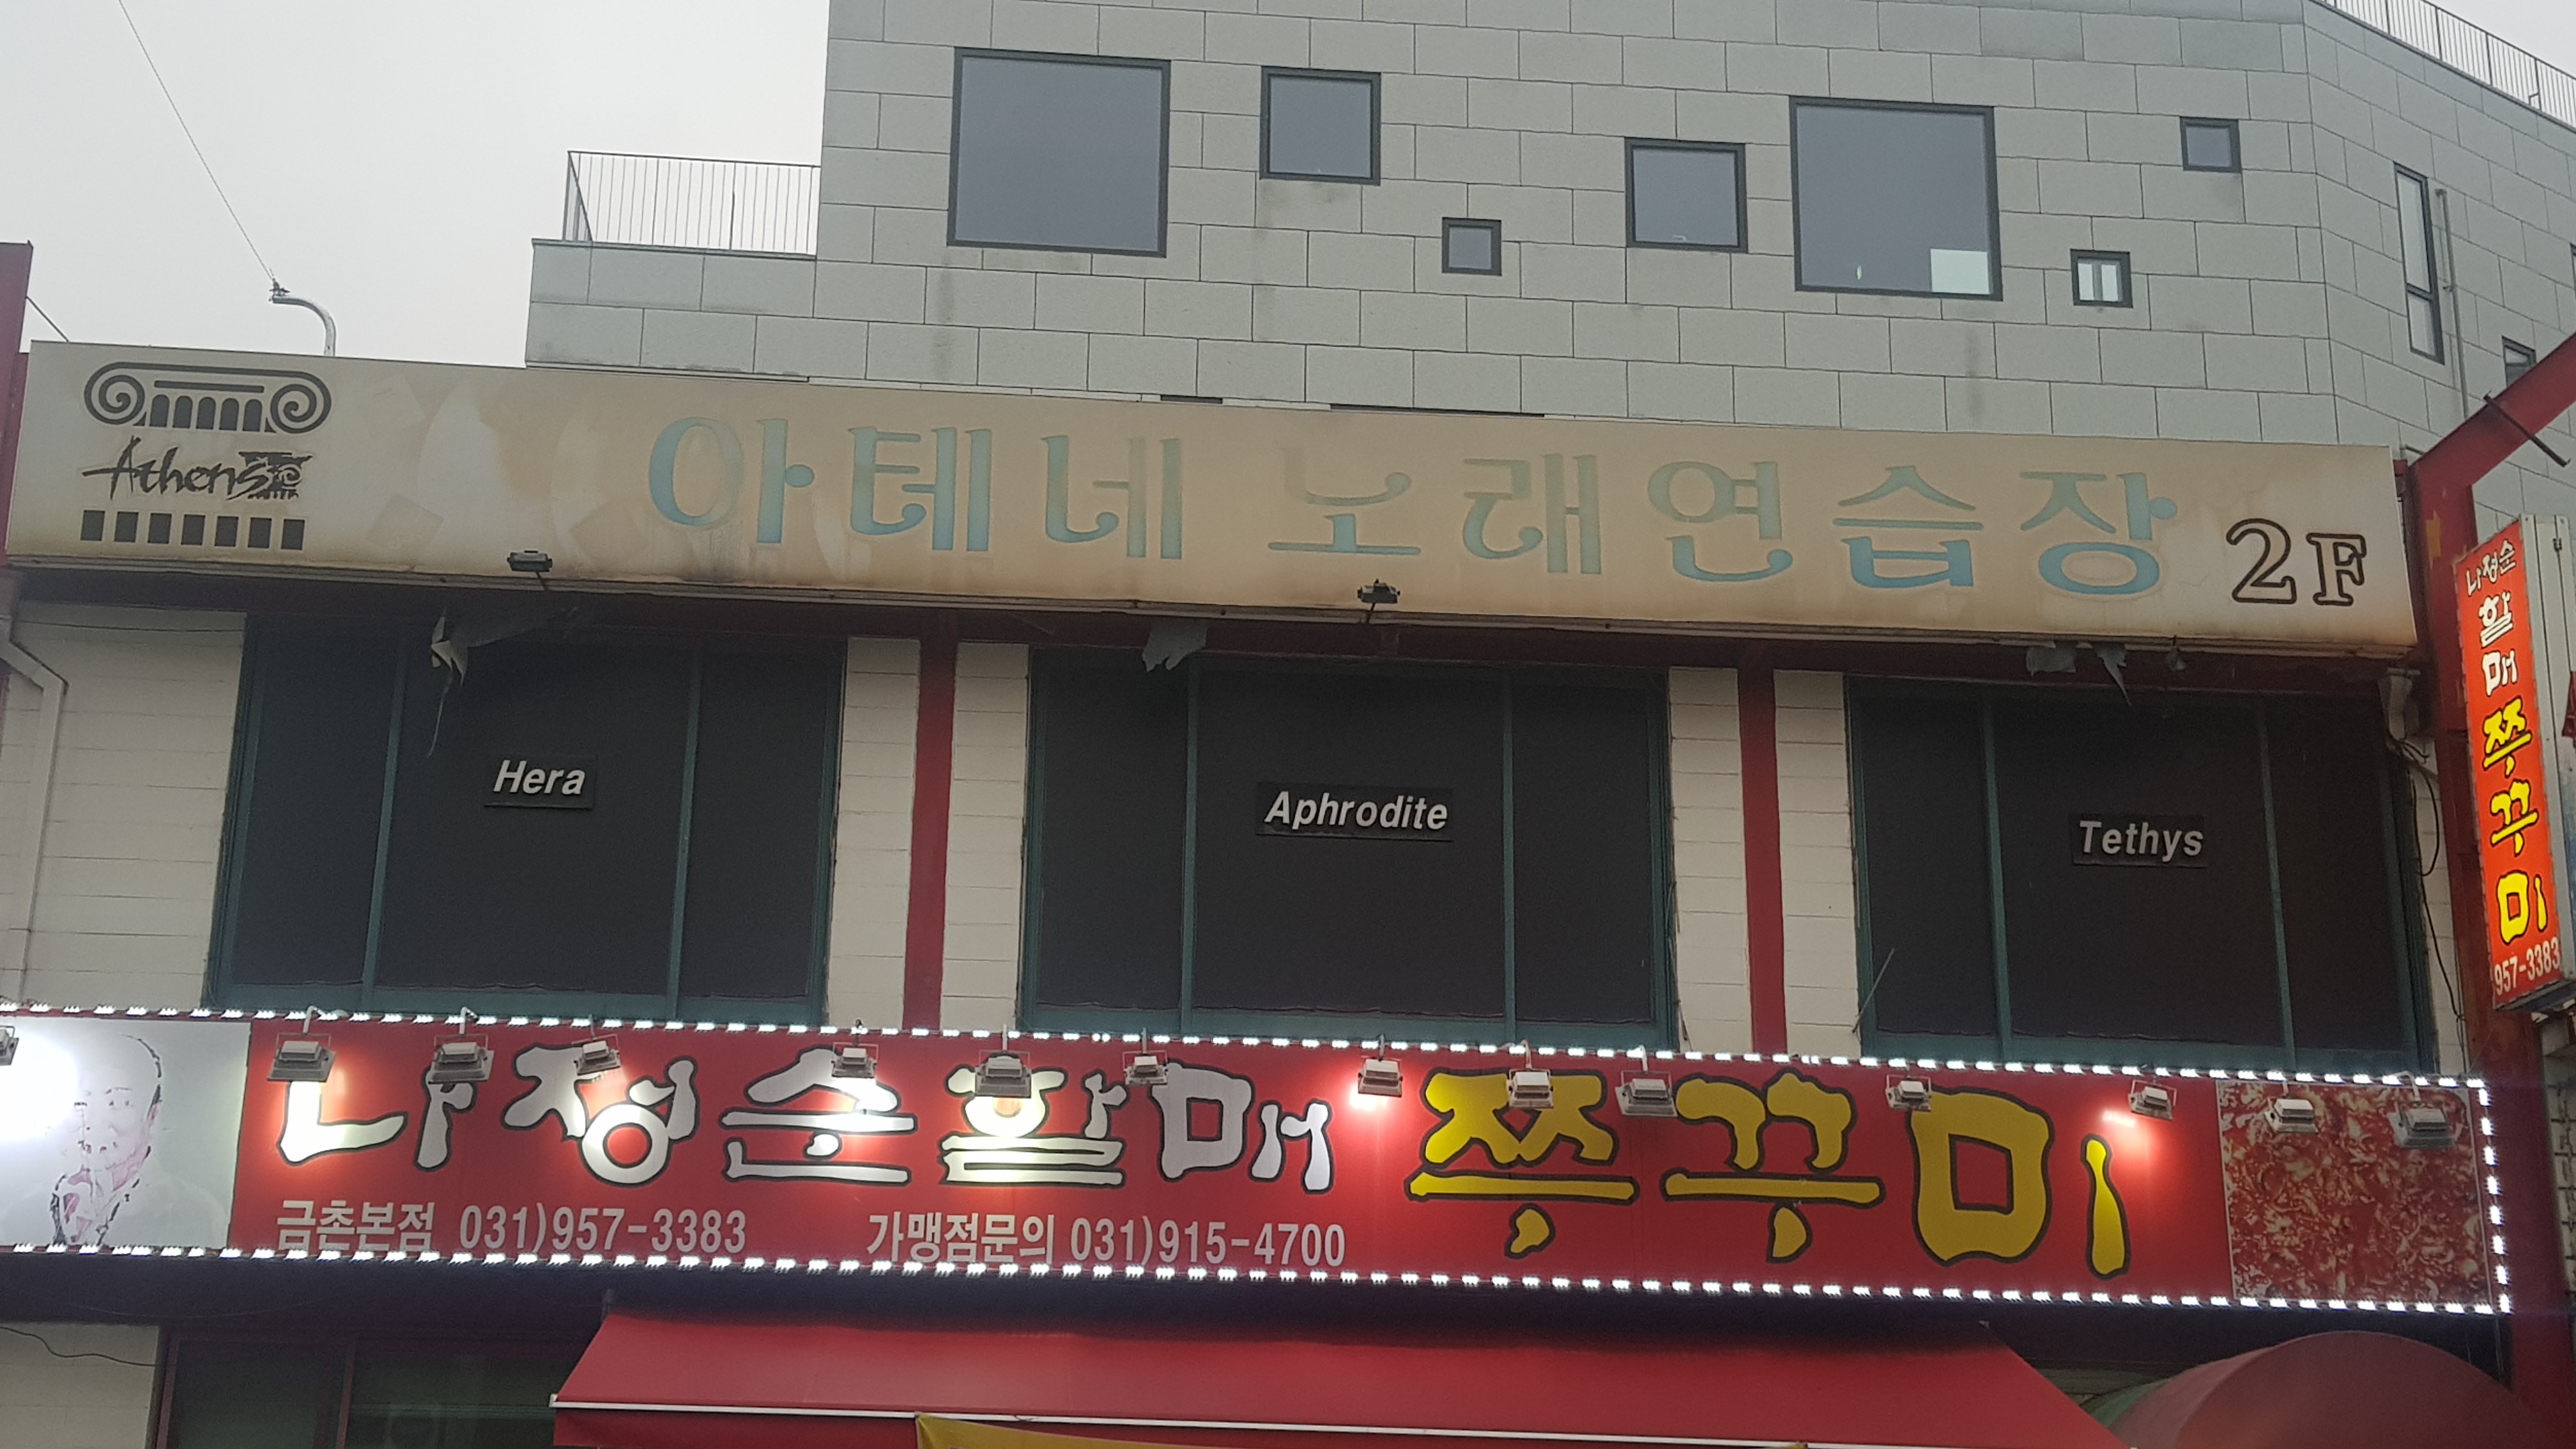 Athens
아테네 노래연습장 2F
Hera
Aphrodite
Tethys
나정순할매 쭈꾸미
금촌본점 031)957-3383 가맹점문의 031)915-4700
나정순
할매
쭈꾸미
957-3383